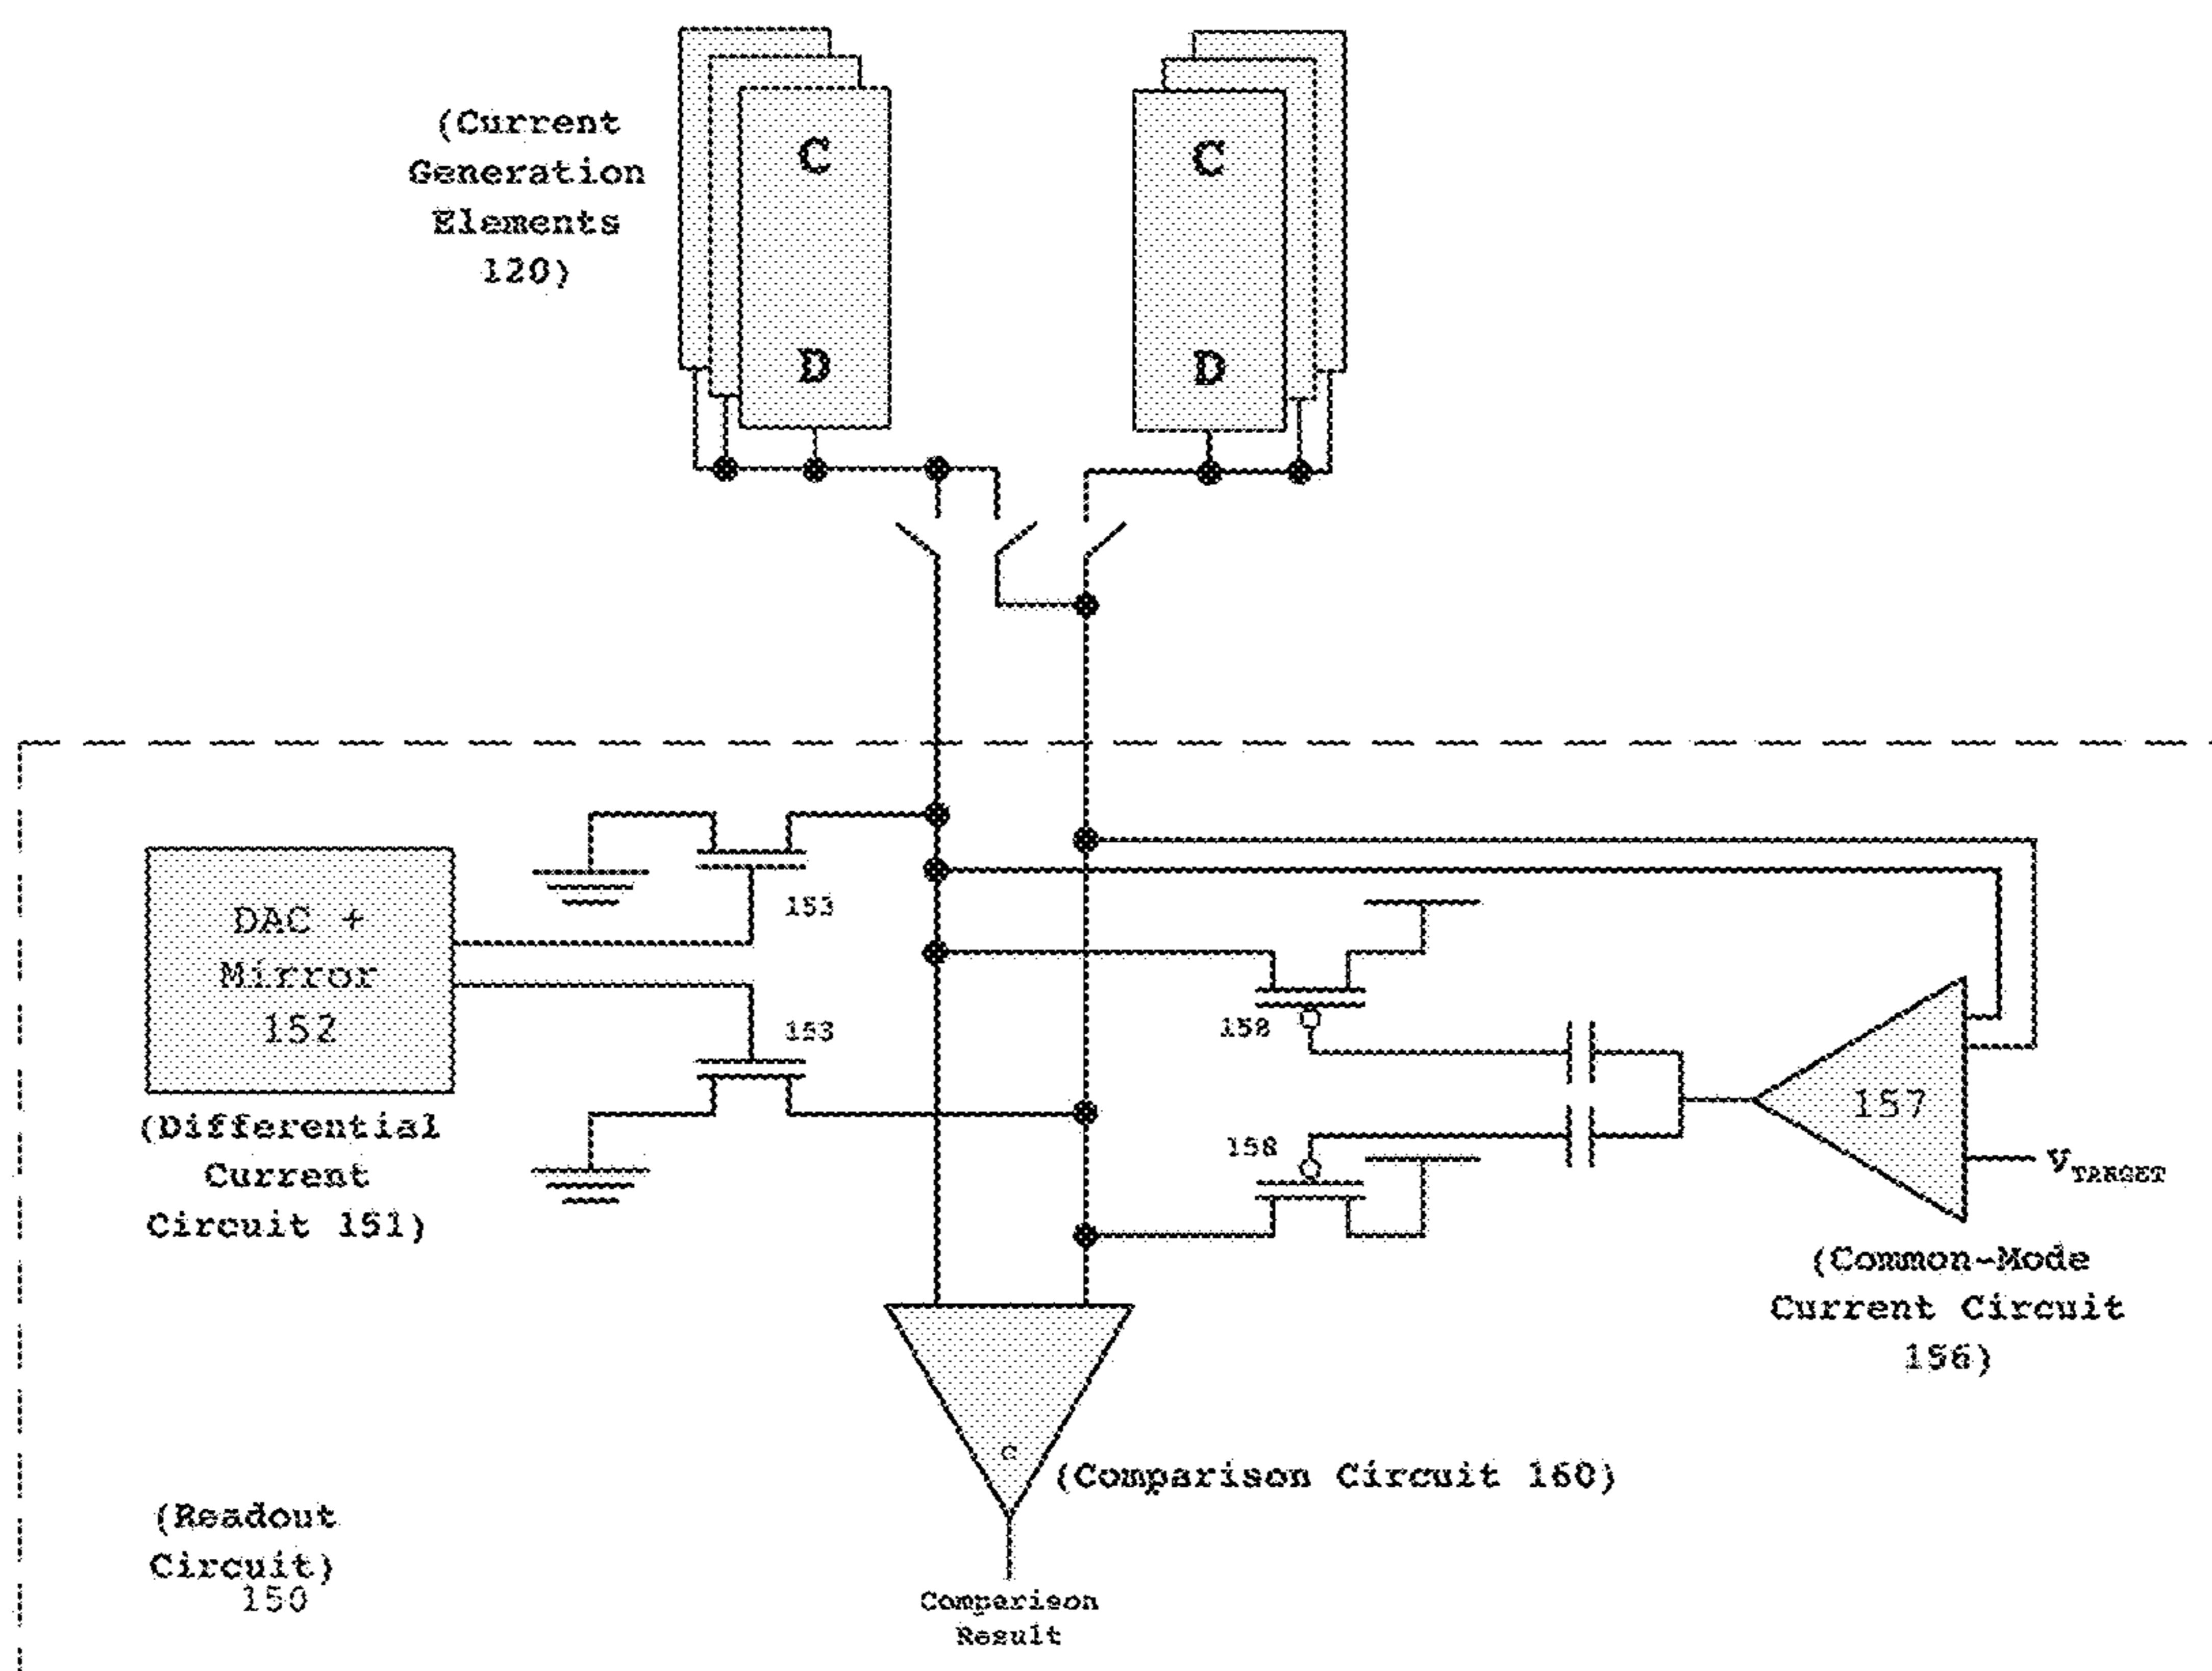 (Current
Generation
Elements
120)
C
D
C
D
DAC +
Mirror
152
153
153
(Differential
Current
Circuit 151)
158
158
157
VTARGET
(Common-Mode
Current Circuit
156)
C
(Comparison Circuit 160)
(Readout
Circuit)
150
Comparison
Result